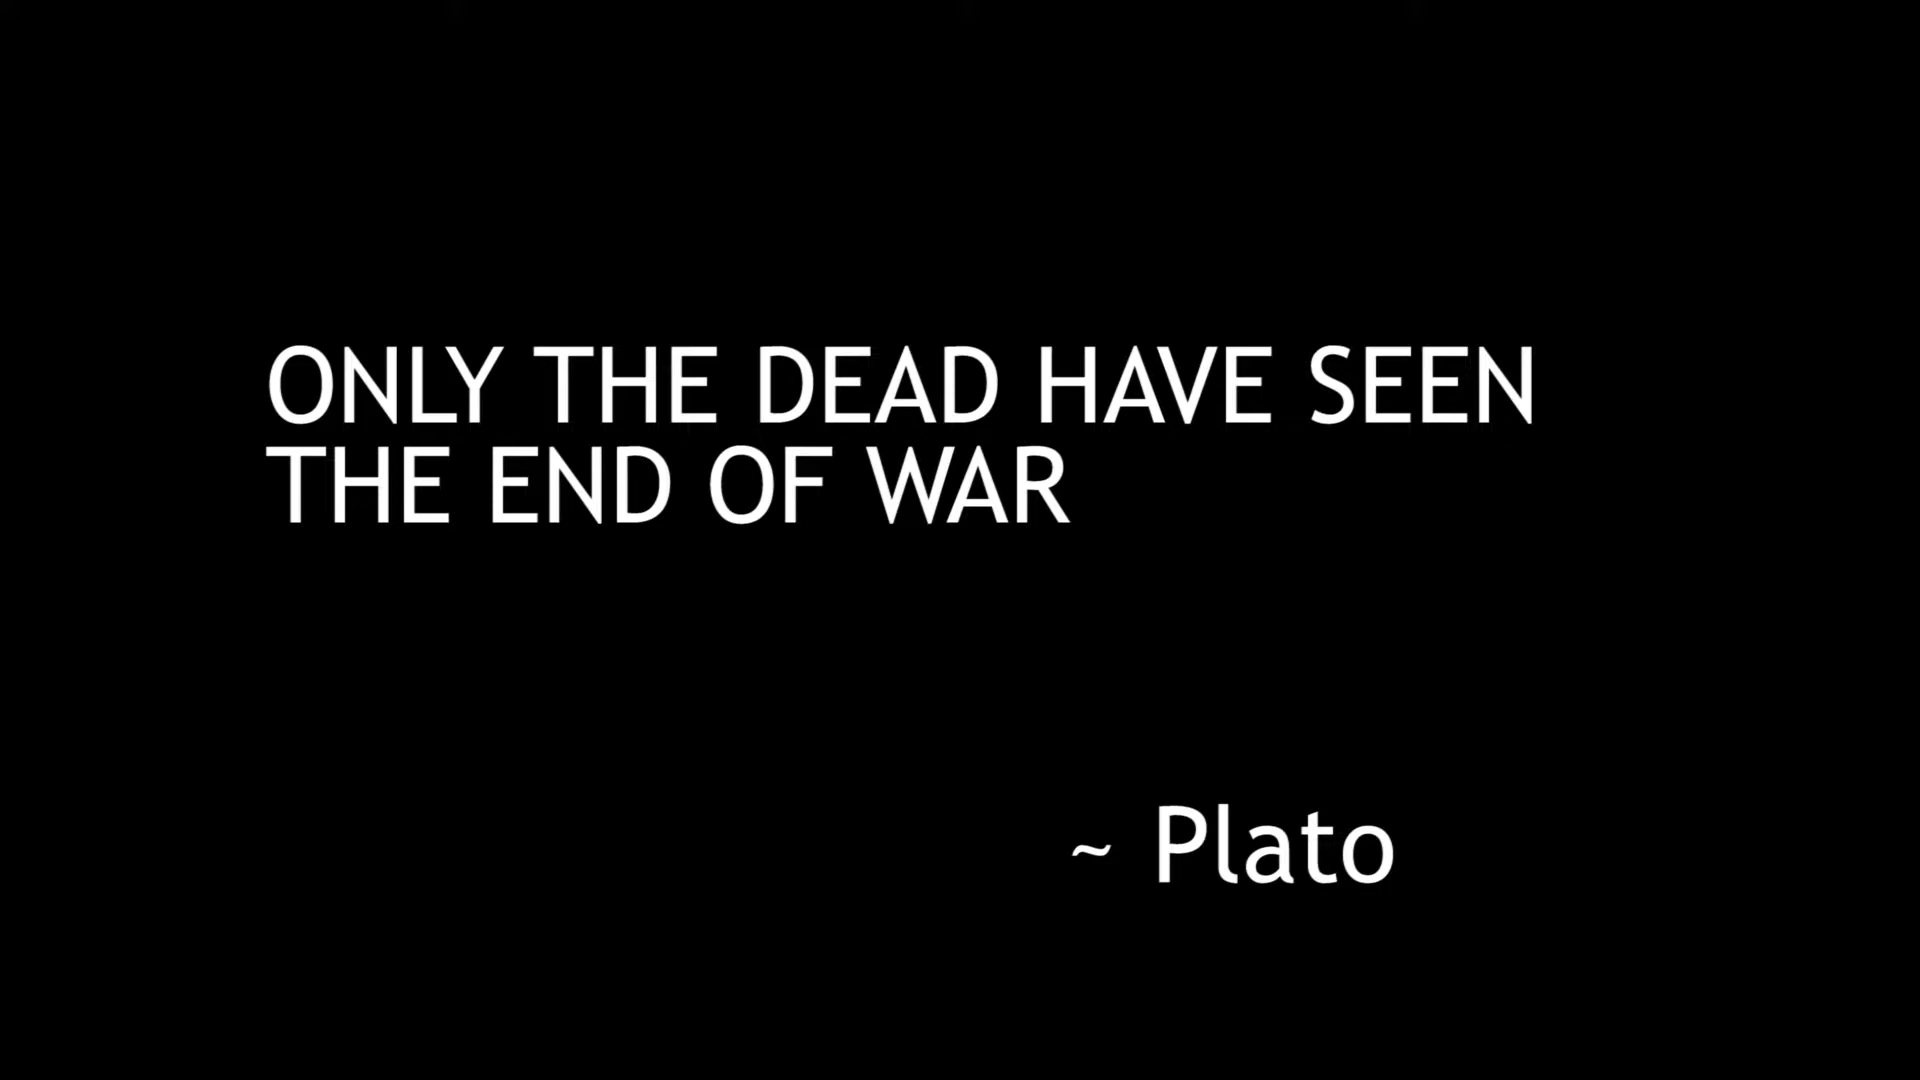 ONLY THE DEAD HAVE SEEN
THE END OF WAR
~ Plato